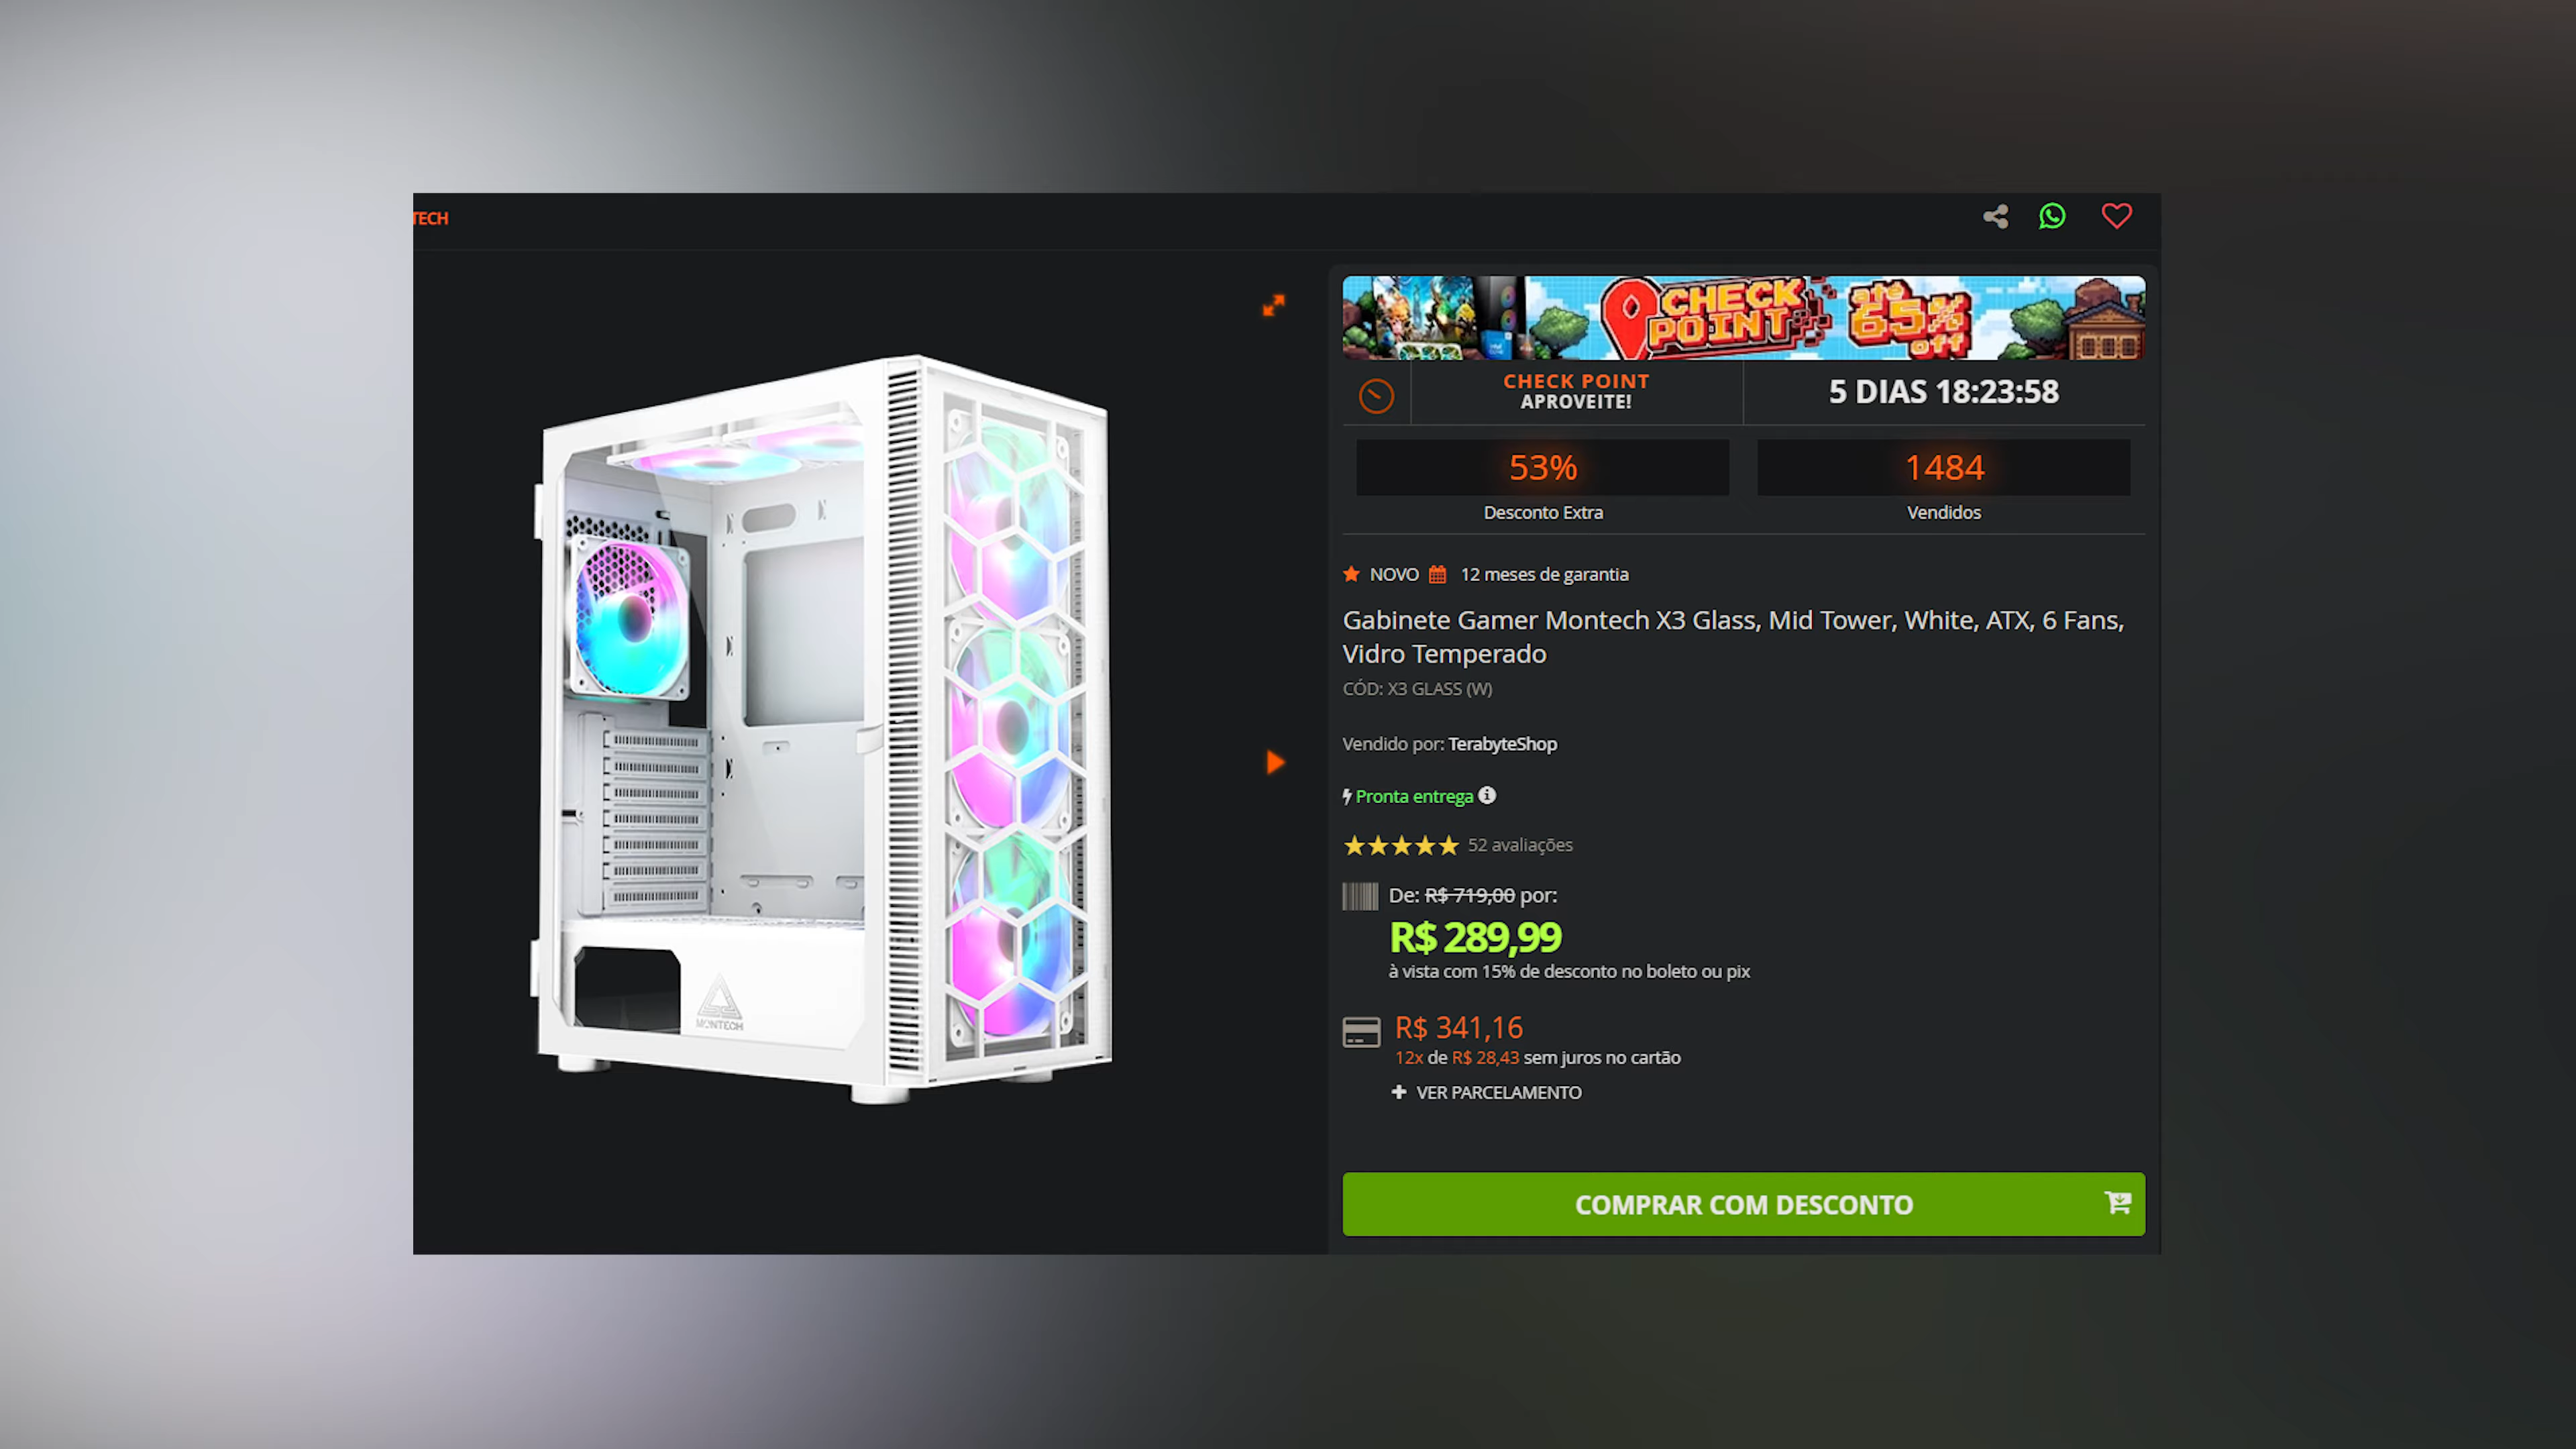 TECH
CHECK
POINT
até
65%
off
CHECK POINT
APROVEITE!
5 DIAS 18:23:58
53%
Desconto Extra
1484
Vendidos
NOVO 12 meses de garantia
Gabinete Gamer Montech X3 Glass, Mid Tower, White, ATX, 6 Fans,
Vidro Temperado
CÓD: X3 GLASS (W)
Vendido por: TerabyteShop
Pronta entrega
52 avaliações
De: R$ 719,00 por:
R$ 289,99
à vista com 15% de desconto no boleto ou pix
R$ 341,16
12x de R$ 28,43 sem juros no cartão
+ VER PARCELAMENTO
COMPRAR COM DESCONTO
MONTECH